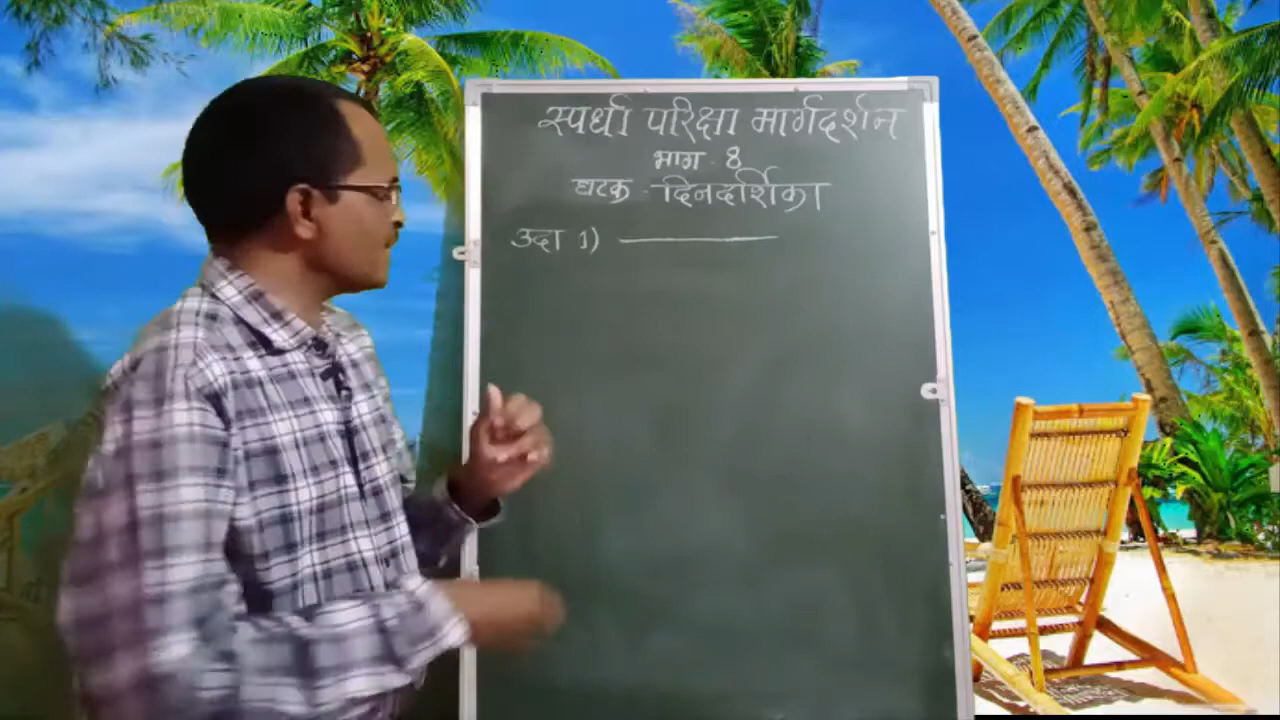 स्पर्धा परिक्षा मार्गदर्शन
भाग - 8
घटक - दिनदर्शिका
उदा 1)